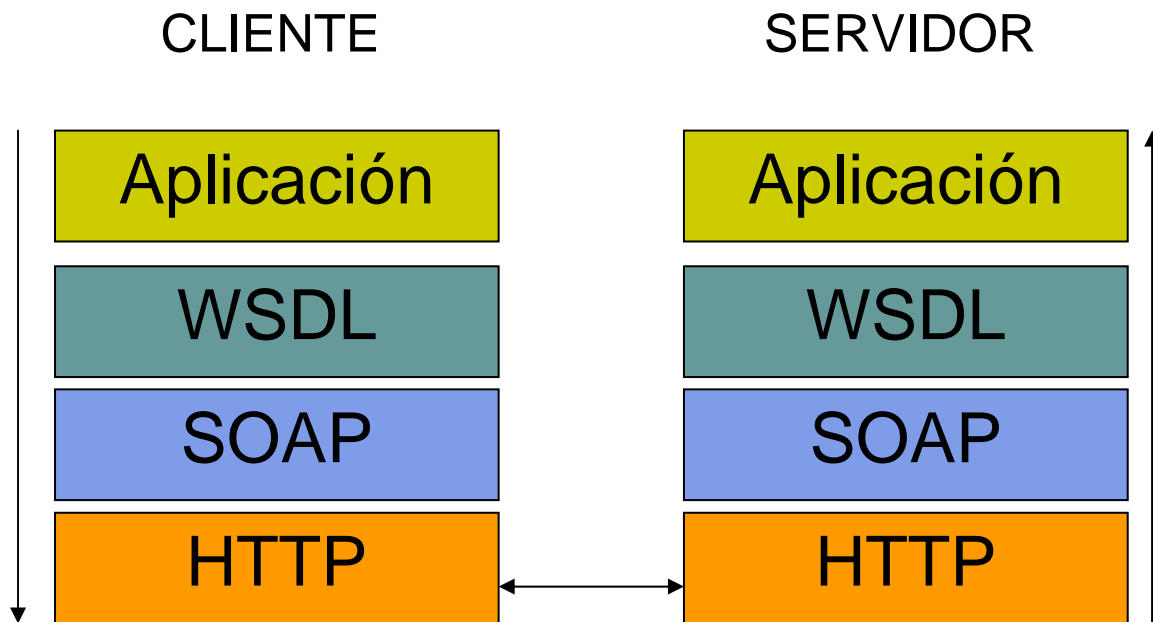 CLIENTE
SERVIDOR
Aplicación
Aplicación
WSDL
WSDL
SOAP
SOAP
HTTP
HTTP